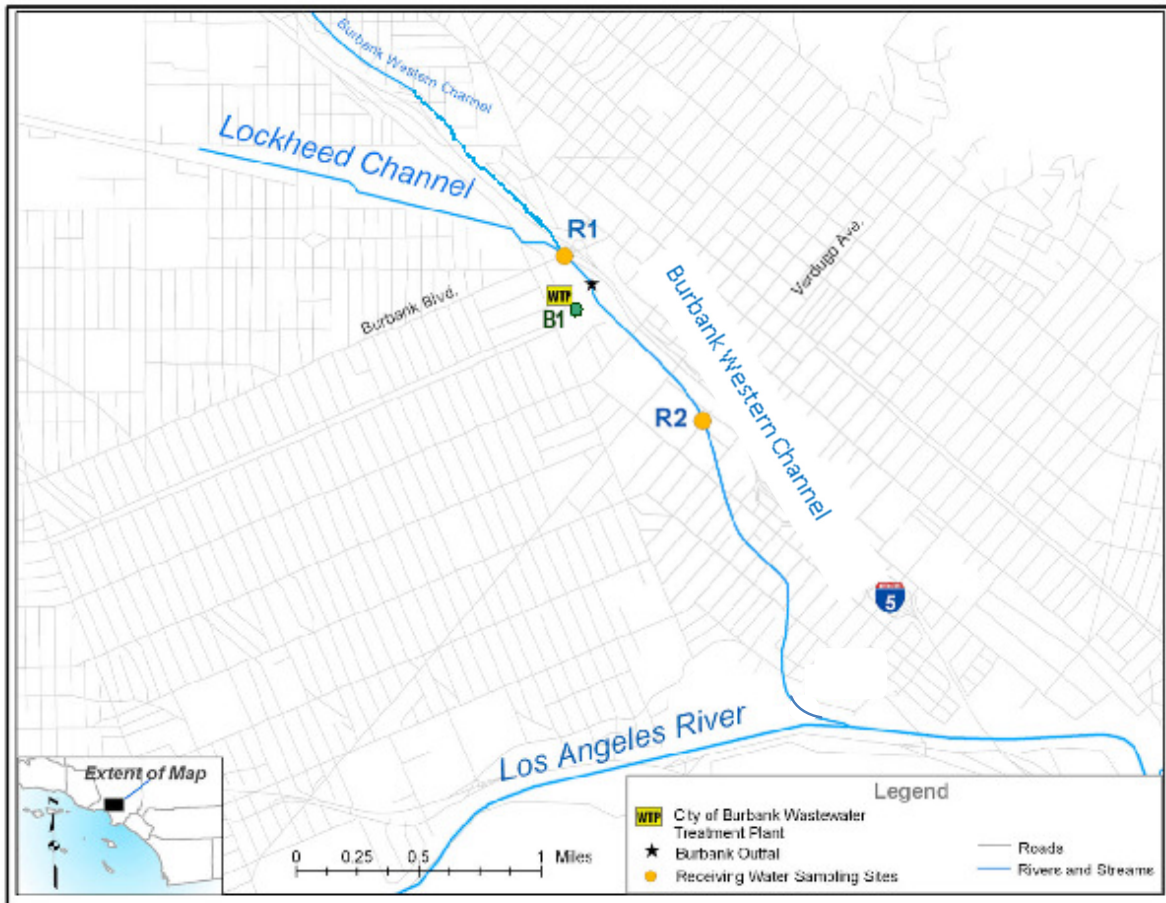 Burbank Western Channel
Lockheed Channel
R1
Verdugo Ave.
WTP
B1
Burbank Blvd.
Burbank Western Channel
R2
5
Los Angeles River
Extent of Map
N
0 0.25 0.5 1 Miles
Legend
WTP City of Burbank Wastewater
Treatment Plant
Burbank Outfal
Receiving Water Sampling Sites
Roads
Rivers and Streams